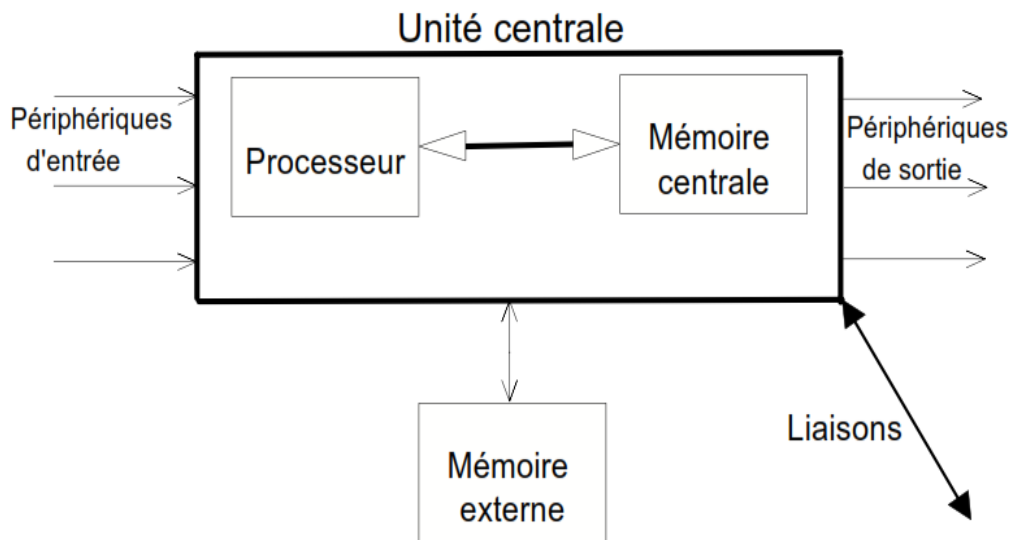 Unité centrale
Périphériques
d'entrée
Processeur
Mémoire
centrale
Périphériques
de sortie
Liaisons
Mémoire
externe